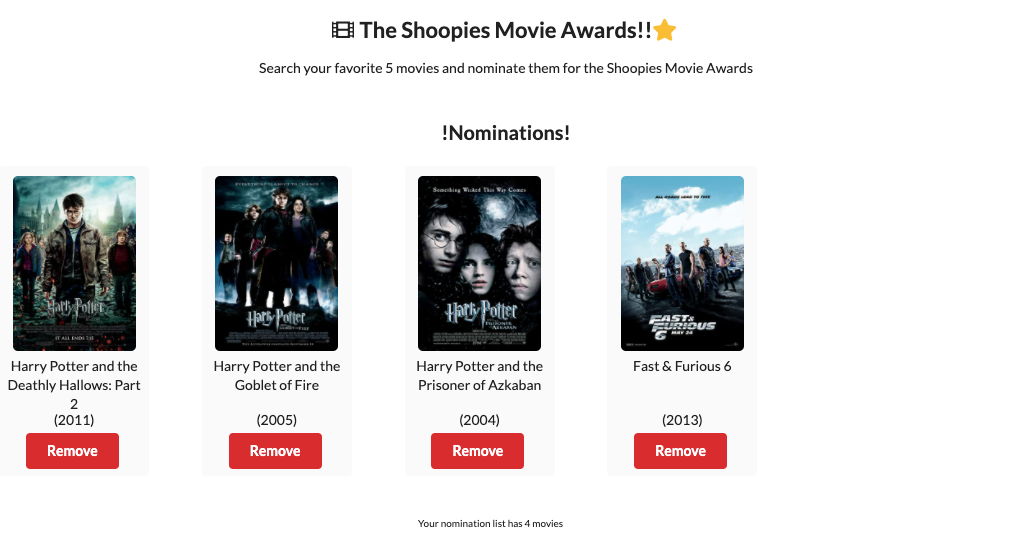 The Shoopies Movie Awards!!
Search your favorite 5 movies and nominate them for the Shoopies Movie Awards
!Nominations!
Harry Potter
IT ALL ENDS 7.15
Harry Potter and the
Deathly Hallows: Part
2
(2011)
Remove
Harry Potter
Harry Potter and the
Goblet of Fire
(2005)
Remove
Something Wicked This Way Comes
Harry Potter
PRISONER OF
AZKABAN
Harry Potter and the
Prisoner of Azkaban
(2004)
Remove
ALL ROADS LEAD TO THIS
FAST &
FURIOUS
6
MAY 24
Fast & Furious 6
(2013)
Remove
Your nomination list has 4 movies